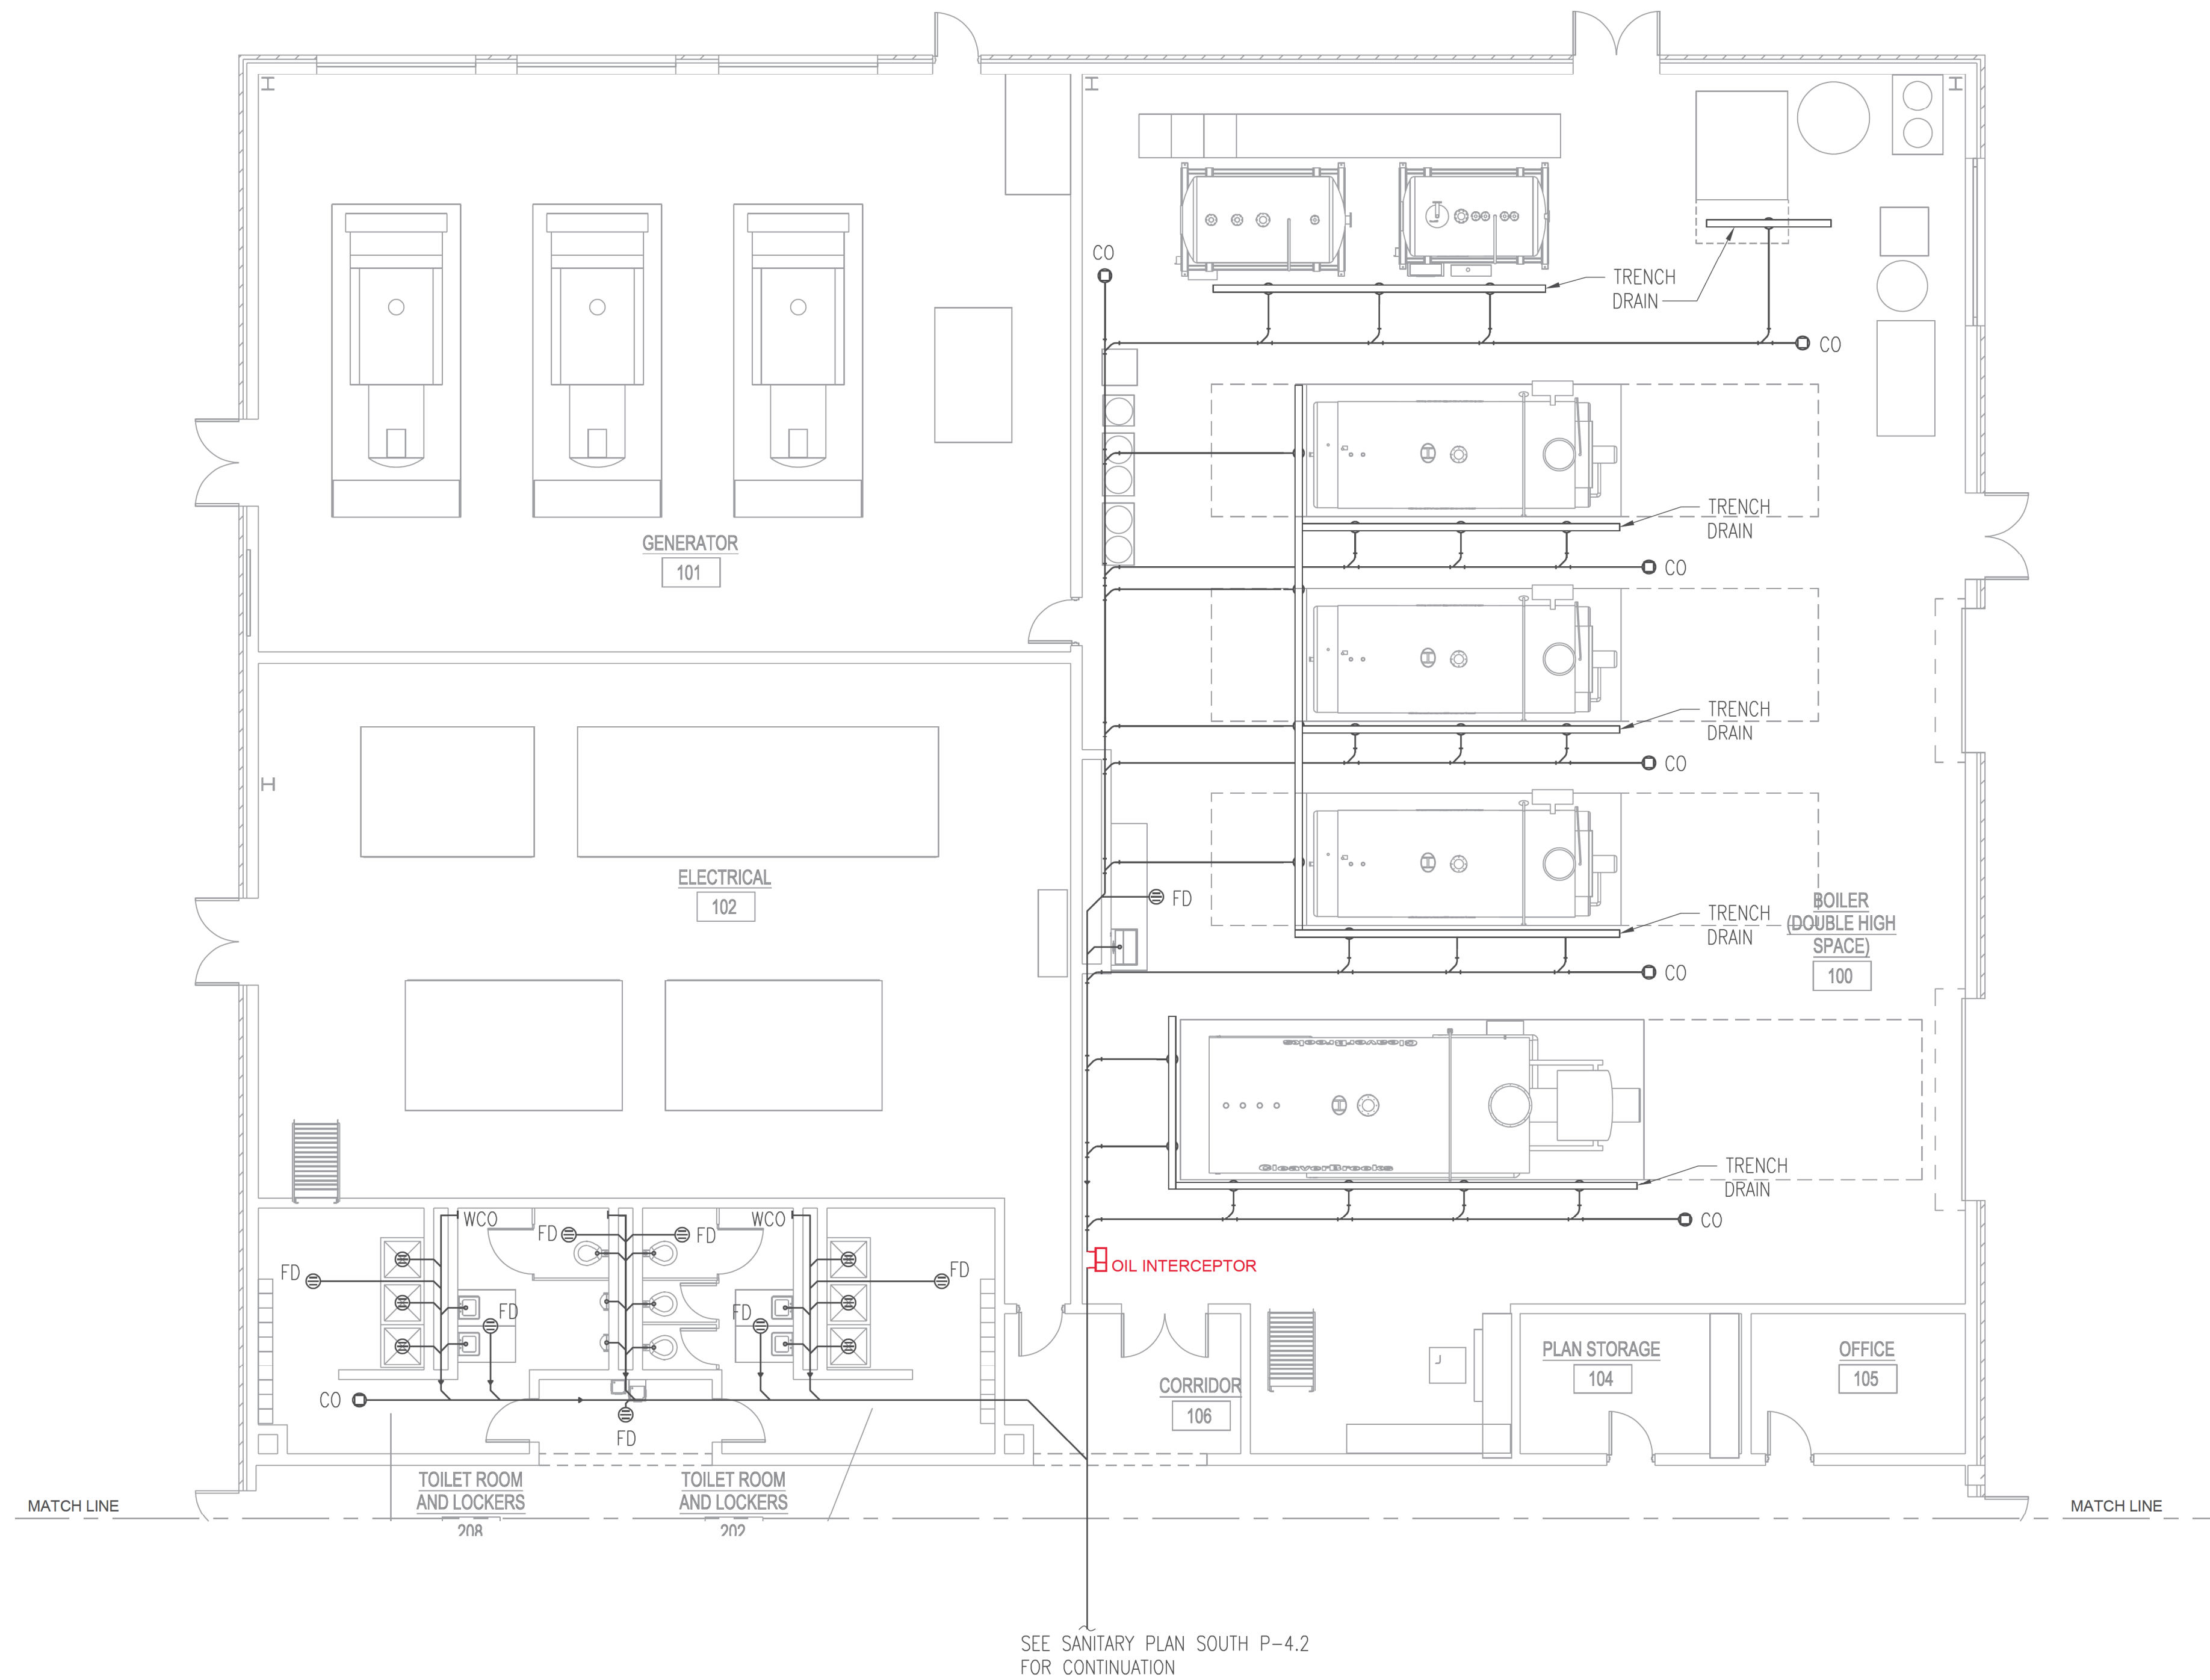 CO
TRENCH
DRAIN
CO
TRENCH
DRAIN
GENERATOR
101
CO
TRENCH
DRAIN
CO
ELECTRICAL
102
FD
BOILER
(DOUBLE HIGH
SPACE)
100
TRENCH
DRAIN
CO
CleaverBrooks
CleaverBrooks
TRENCH
DRAIN
WCO
WCO
FD
FD
CO
FD
FD
OIL INTERCEPTOR
FD
FD
PLAN STORAGE
104
OFFICE
105
CORRIDOR
106
CO
FD
TOILET ROOM
AND LOCKERS
208
TOILET ROOM
AND LOCKERS
202
MATCH LINE
MATCH LINE
SEE SANITARY PLAN SOUTH P-4.2
FOR CONTINUATION